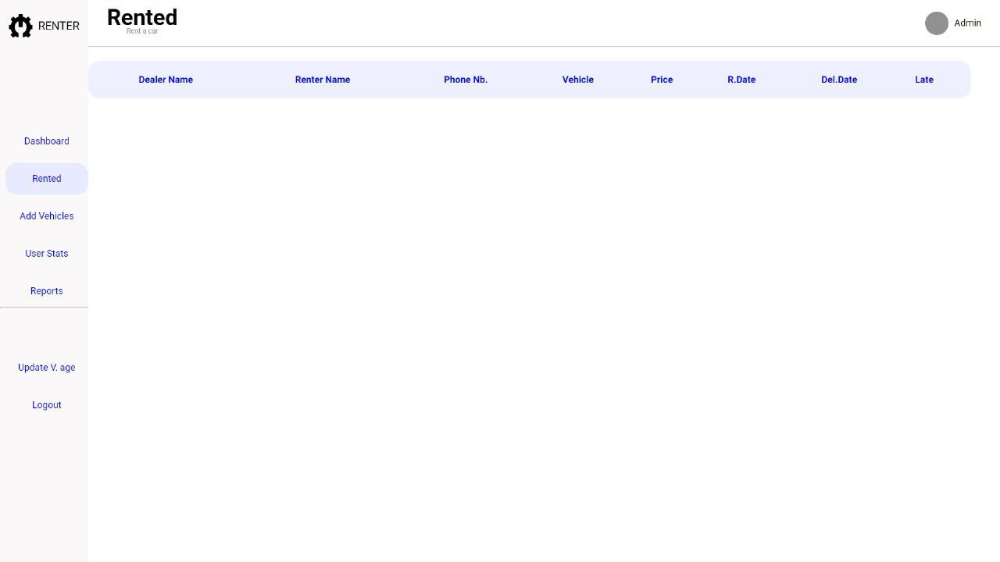 RENTER
Rented
Rent a car
Admin
Dealer Name Renter Name Phone Nb. Vehicle Price R.Date Del.Date Late
Dashboard
Rented
Add Vehicles
User Stats
Reports
Update V. age
Logout